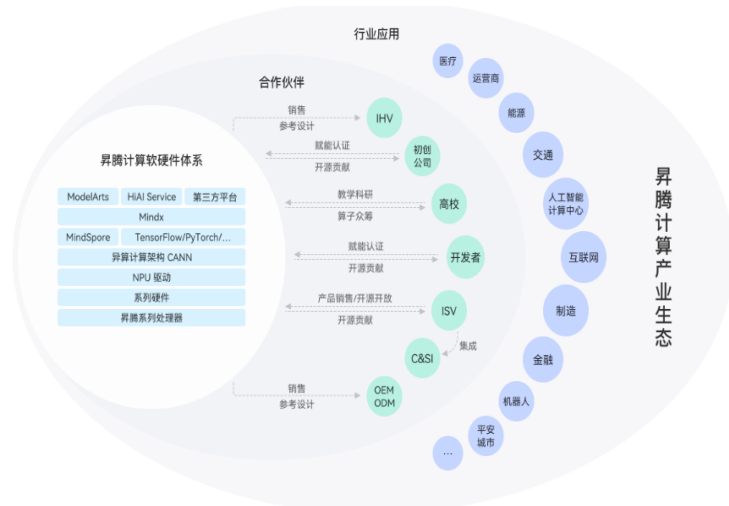 行业应用
合作伙伴
昇腾计算软硬件体系
ModelArts
HiAI Service
第三方平台
Mindx
MindSpore
TensorFlow/PyTorch/...
异算计算架构 CANN
NPU 驱动
系列硬件
昇腾系列处理器
销售
参考设计
IHV
赋能认证
开源贡献
初创
公司
教学科研
算子众筹
高校
赋能认证
开源贡献
开发者
产品销售/开源开放
开源贡献
ISV
集成
C&SI
销售
参考设计
OEM
ODM
医疗
运营商
能源
交通
人工智能
计算中心
互联网
制造
金融
机器人
平安
城市
...
昇腾计算产业生态